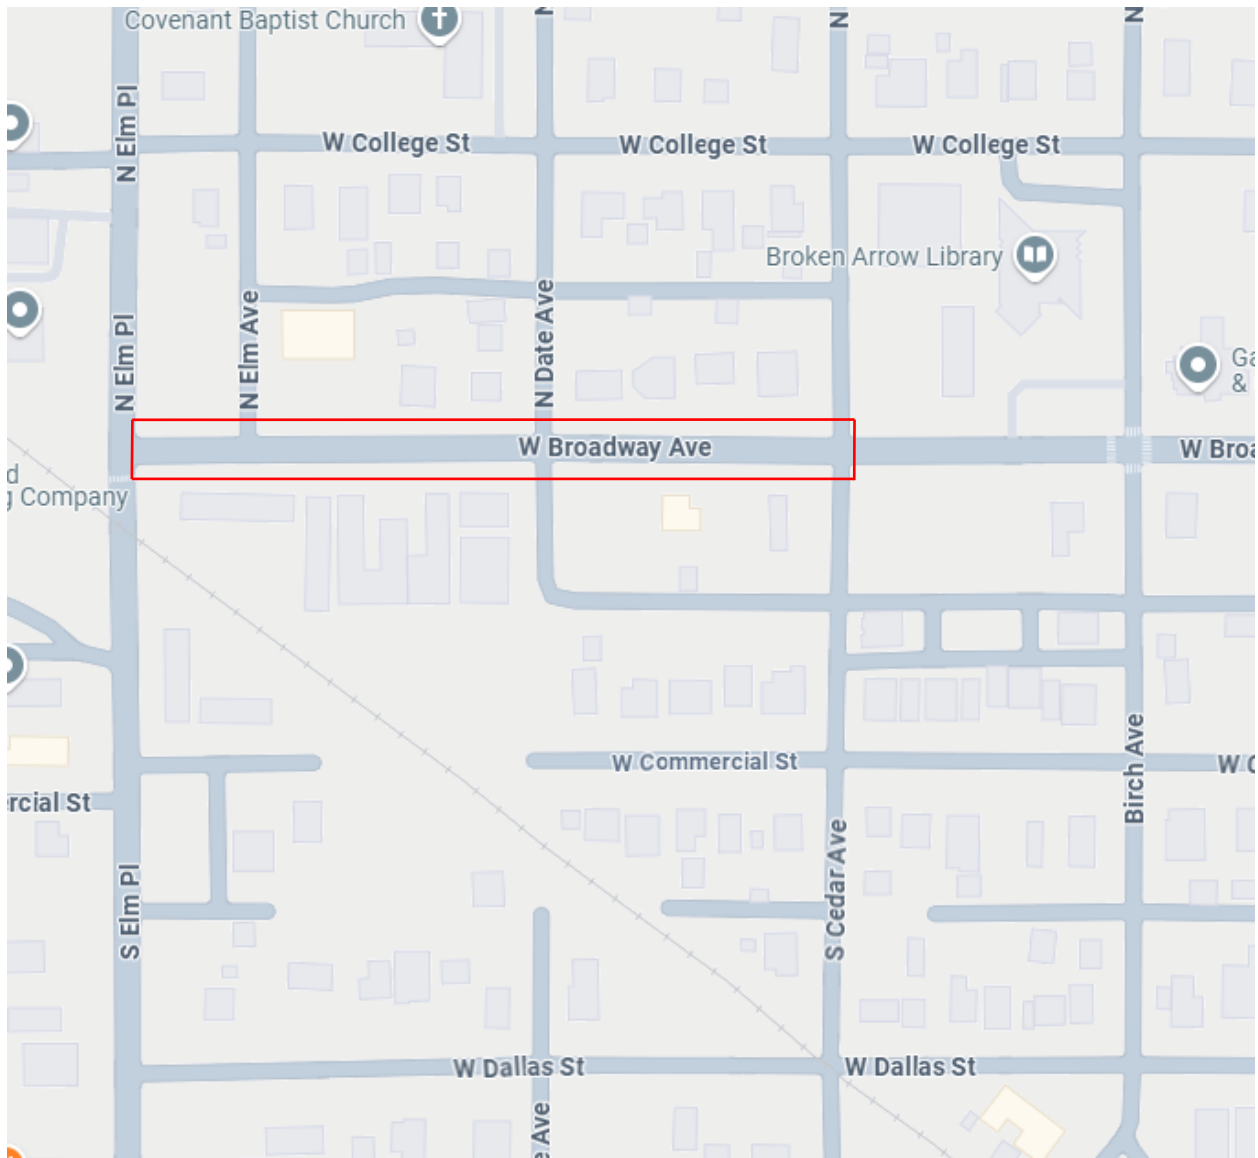 Covenant Baptist Church
N
N
N
N Elm Pl
W College St
W College St
W College St
Broken Arrow Library
N Elm Pl
N Elm Ave
N Date Ave
Ga
&
W Broadway Ave
W Broa
d
g Company
W Commercial St
W C
Birch Ave
rcial St
S Elm Pl
S Cedar Ave
W Dallas St
W Dallas St
e Ave